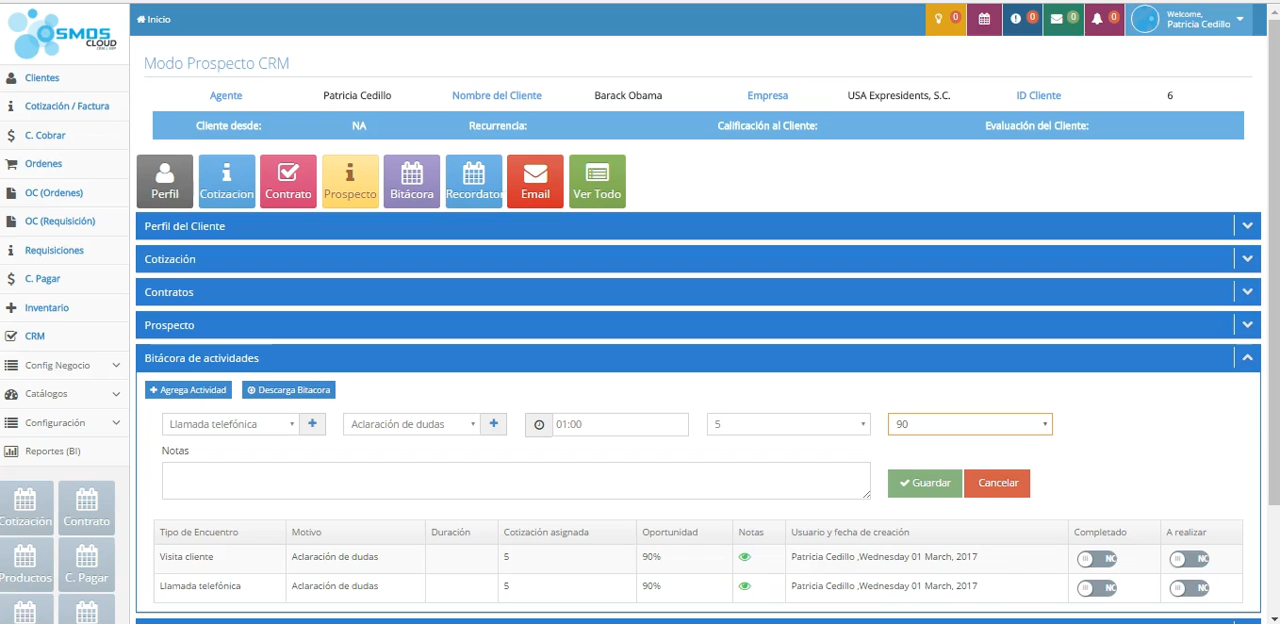 OSMOS
CLOUD
Inicio
0
0
0
0
Welcome,
Patricia Cedillo
Clientes
Cotización / Factura
C. Cobrar
Ordenes
OC (Ordenes)
OC (Requisición)
Requisiciones
C. Pagar
Inventario
CRM
Config Negocio
Catálogos
Configuración
Reportes (BI)
Cotización Contrato
Productos C. Pagar
Modo Prospecto CRM
Agente Patricia Cedillo Nombre del Cliente Barack Obama Empresa USA Expresidents, S.C. ID Cliente 6
Cliente desde: NA Recurrencia: Calificación al Cliente: Evaluación del Cliente:
Perfil Cotizacion Contrato Prospecto Bitácora Recordator Email Ver Todo
Perfil del Cliente
Cotización
Contratos
Prospecto
Bitácora de actividades
Agrega Actividad Descarga Bitacora
Llamada telefónica Aclaración de dudas 01:00 5 90
Notas
Guardar Cancelar
Tipo de Encuentro Motivo Duración Cotización asignada Oportunidad Notas Usuario y fecha de creación Completado A realizar
Visita cliente Aclaración de dudas 5 90% Patricia Cedillo ,Wednesday 01 March, 2017 NO NO
Llamada telefónica Aclaración de dudas 5 90% Patricia Cedillo ,Wednesday 01 March, 2017 NO NO